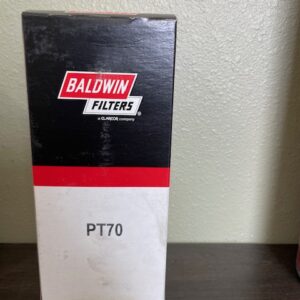 BALDWIN
FILTERS®
a CLARCOR company
PT70